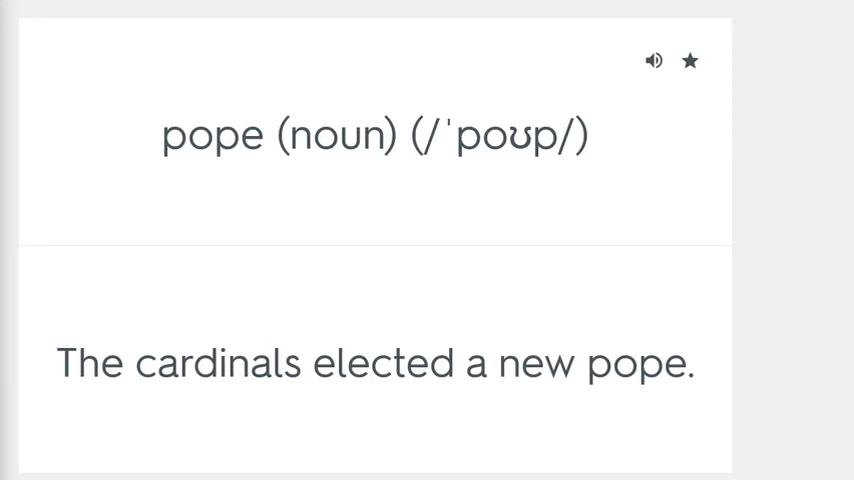 pope (noun) (/ˈpoʊp/)
The cardinals elected a new pope.